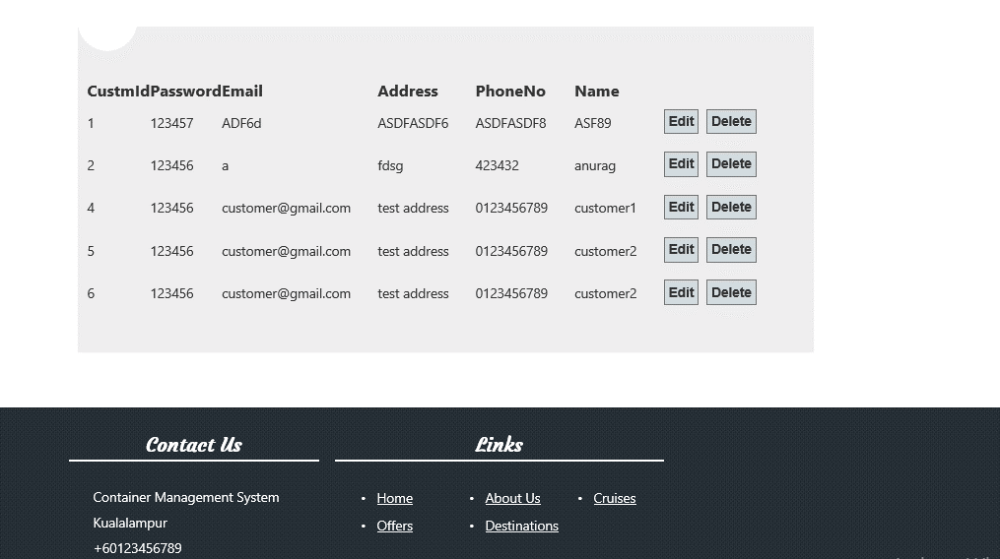 CustmId Password Email Address PhoneNo Name
1 123457 ADF6d ASDFASDF6 ASDFASDF8 ASF89 Edit Delete
2 123456 a fdsg 423432 anurag Edit Delete
4 123456 customer@gmail.com test address 0123456789 customer1 Edit Delete
5 123456 customer@gmail.com test address 0123456789 customer2 Edit Delete
6 123456 customer@gmail.com test address 0123456789 customer2 Edit Delete
Contact Us
Container Management System
Kualalampur
+60123456789
Links
• Home • About Us • Cruises
• Offers • Destinations